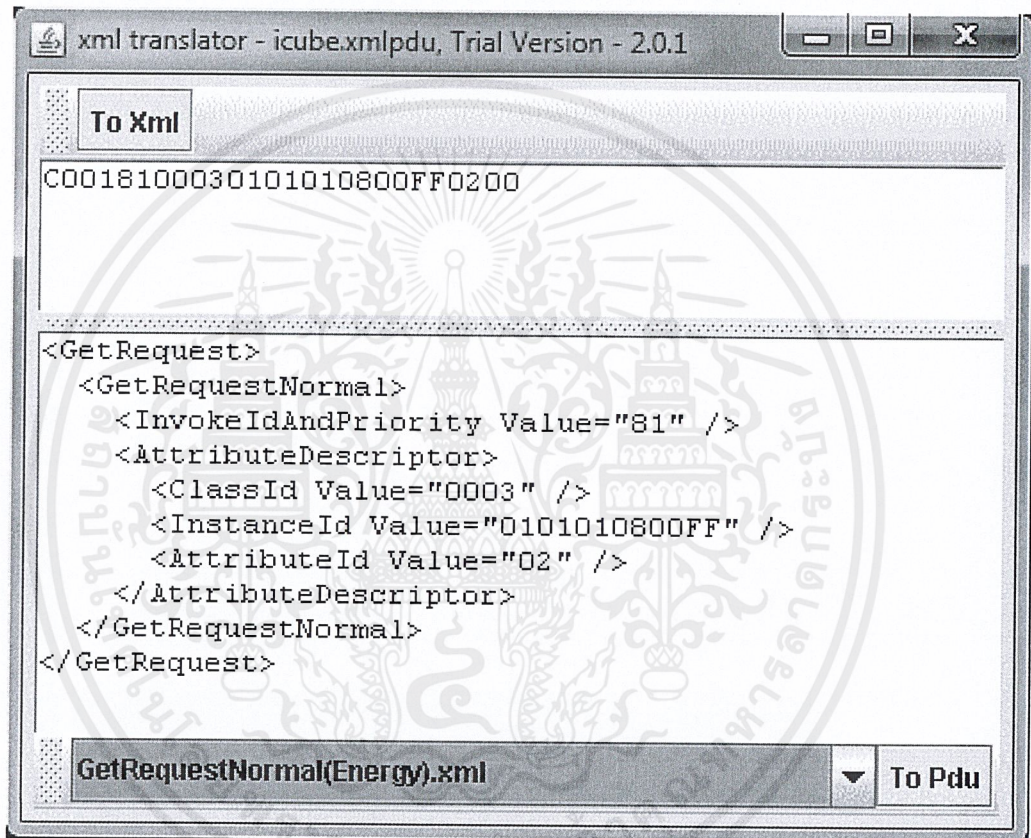 xml translator - icube.xmlpdu, Trial Version - 2.0.1
To Xml
C0018100030101010800FF0200
<GetRequest>
<GetRequestNormal>
<InvokeIdAndPriority Value="81" />
<AttributeDescriptor>
<ClassId Value="0003" />
<InstanceId Value="0101010800FF" />
<AttributeId Value="02" />
</AttributeDescriptor>
</GetRequestNormal>
</GetRequest>
GetRequestNormal(Energy).xml
To Pdu